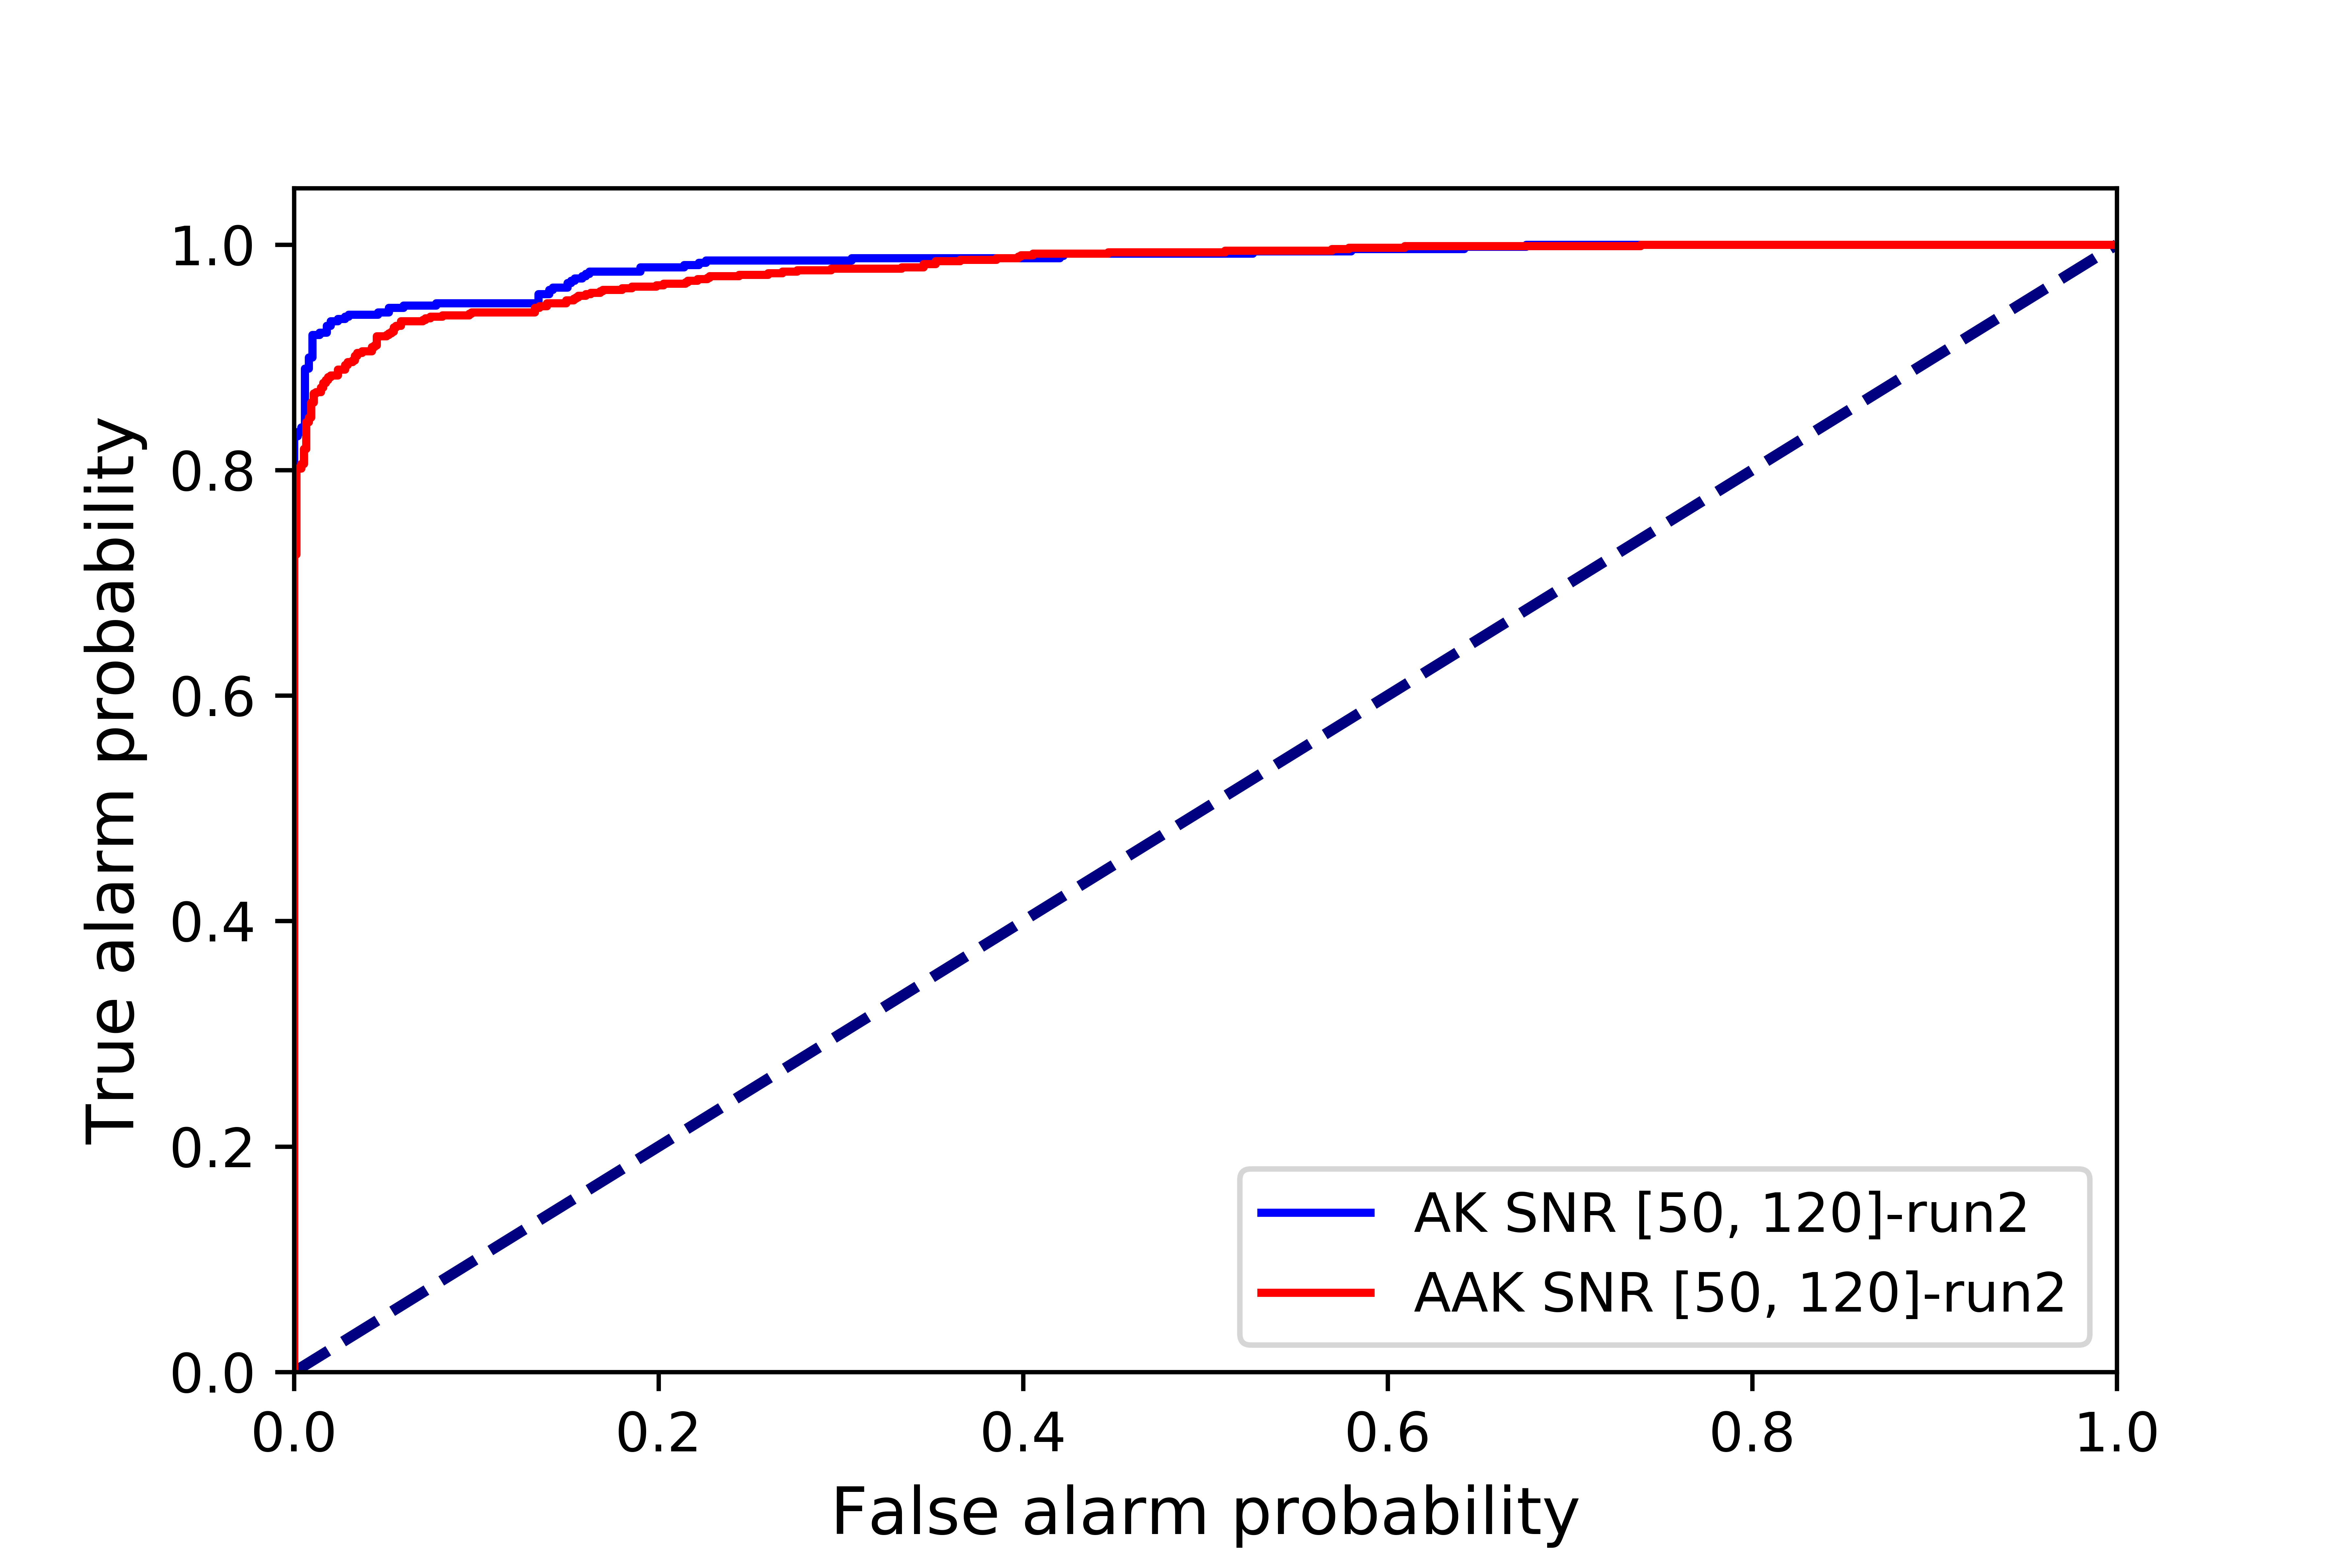 True alarm probability
1.0
0.8
0.6
0.4
0.2
0.0
0.0 0.2 0.4 0.6 0.8 1.0
False alarm probability
AK SNR [50, 120]-run2
AAK SNR [50, 120]-run2